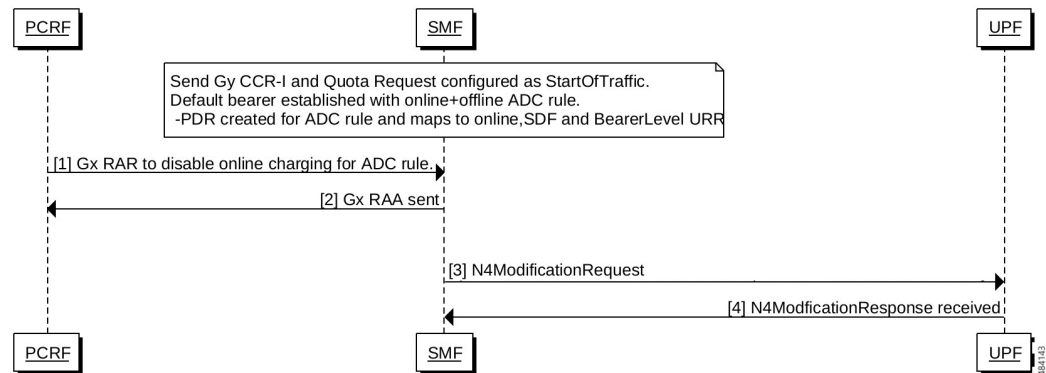 PCRF
SMF
UPF
Send Gy CCR-I and Quota Request configured as StartOfTraffic.
Default bearer established with online+offline ADC rule.
-PDR created for ADC rule and maps to online,SDF and BearerLevel URR
[1] Gx RAR to disable online charging for ADC rule.
[2] Gx RAA sent
[3] N4ModificationRequest
[4] N4ModficationResponse received
PCRF
SMF
UPF
484143